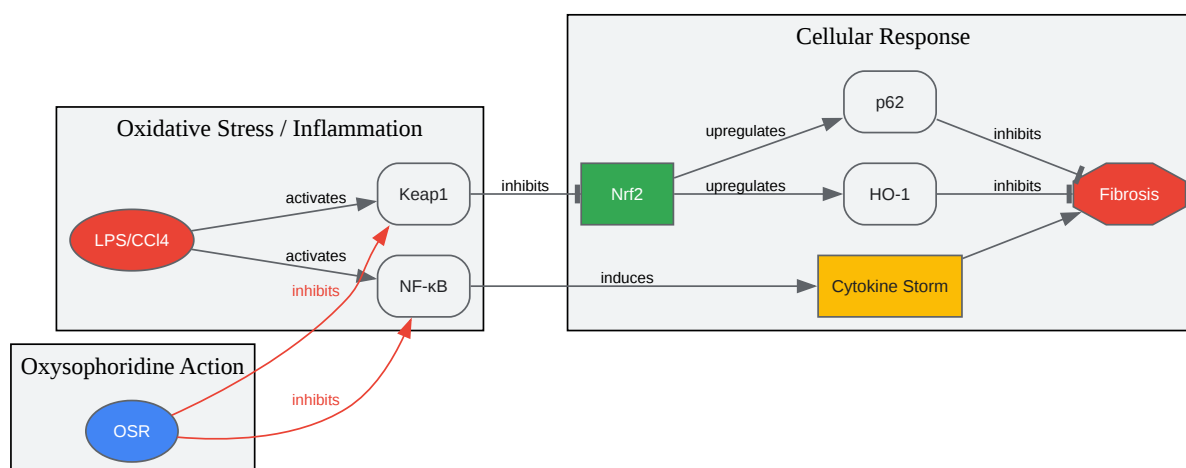 Cellular Response
p62
upregulates
inhibits
Oxidative Stress / Inflammation
Keap1
inhibits
Nrf2
upregulates
HO-1
inhibits
Fibrosis
activates
LPS/CCl4
activates
inhibits
NF-κB
induces
Cytokine Storm
Oxysophoridine Action
inhibits
OSR